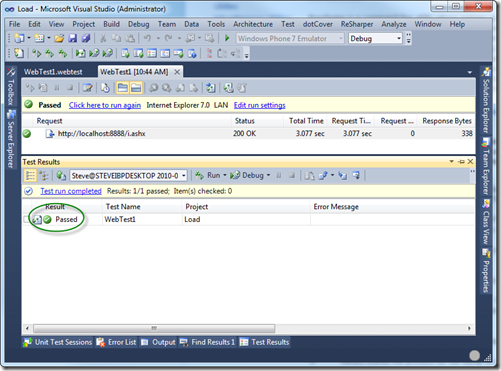 Load - Microsoft Visual Studio (Administrator)
File Edit View Project Build Debug Team Data Tools Architecture Test dotCover ReSharper Analyze Window Help
Windows Phone 7 Emulator Debug
WebTest1.webtest WebTest1 [10:44 AM]
Passed Click here to run again Internet Explorer 7.0 LAN Edit run settings
Request Status Total Time Request Ti... Request ... Response Bytes
http://localhost:8888/i.ashx 200 OK 3.077 sec 3.077 sec 0 338
Test Results
Steve@STEVEIBPDESKTOP 2010-0 Run Debug
Test run completed Results: 1/1 passed; Item(s) checked: 0
Result Test Name Project Error Message
Passed WebTest1 Load
Unit Test Sessions Error List Output Find Results 1 Test Results
Toolbox
Server Explorer
Solution Explorer
Team Explorer
Class View
Properties